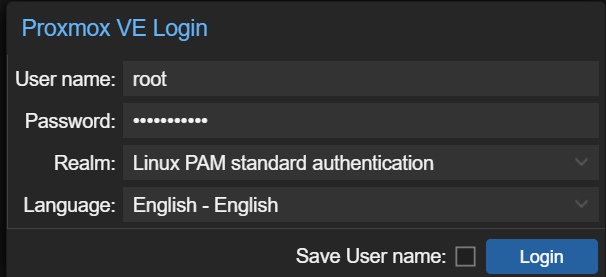 Proxmox VE Login
User name: root
Password: •••••••••••
Realm: Linux PAM standard authentication
Language: English - English
Save User name: Login